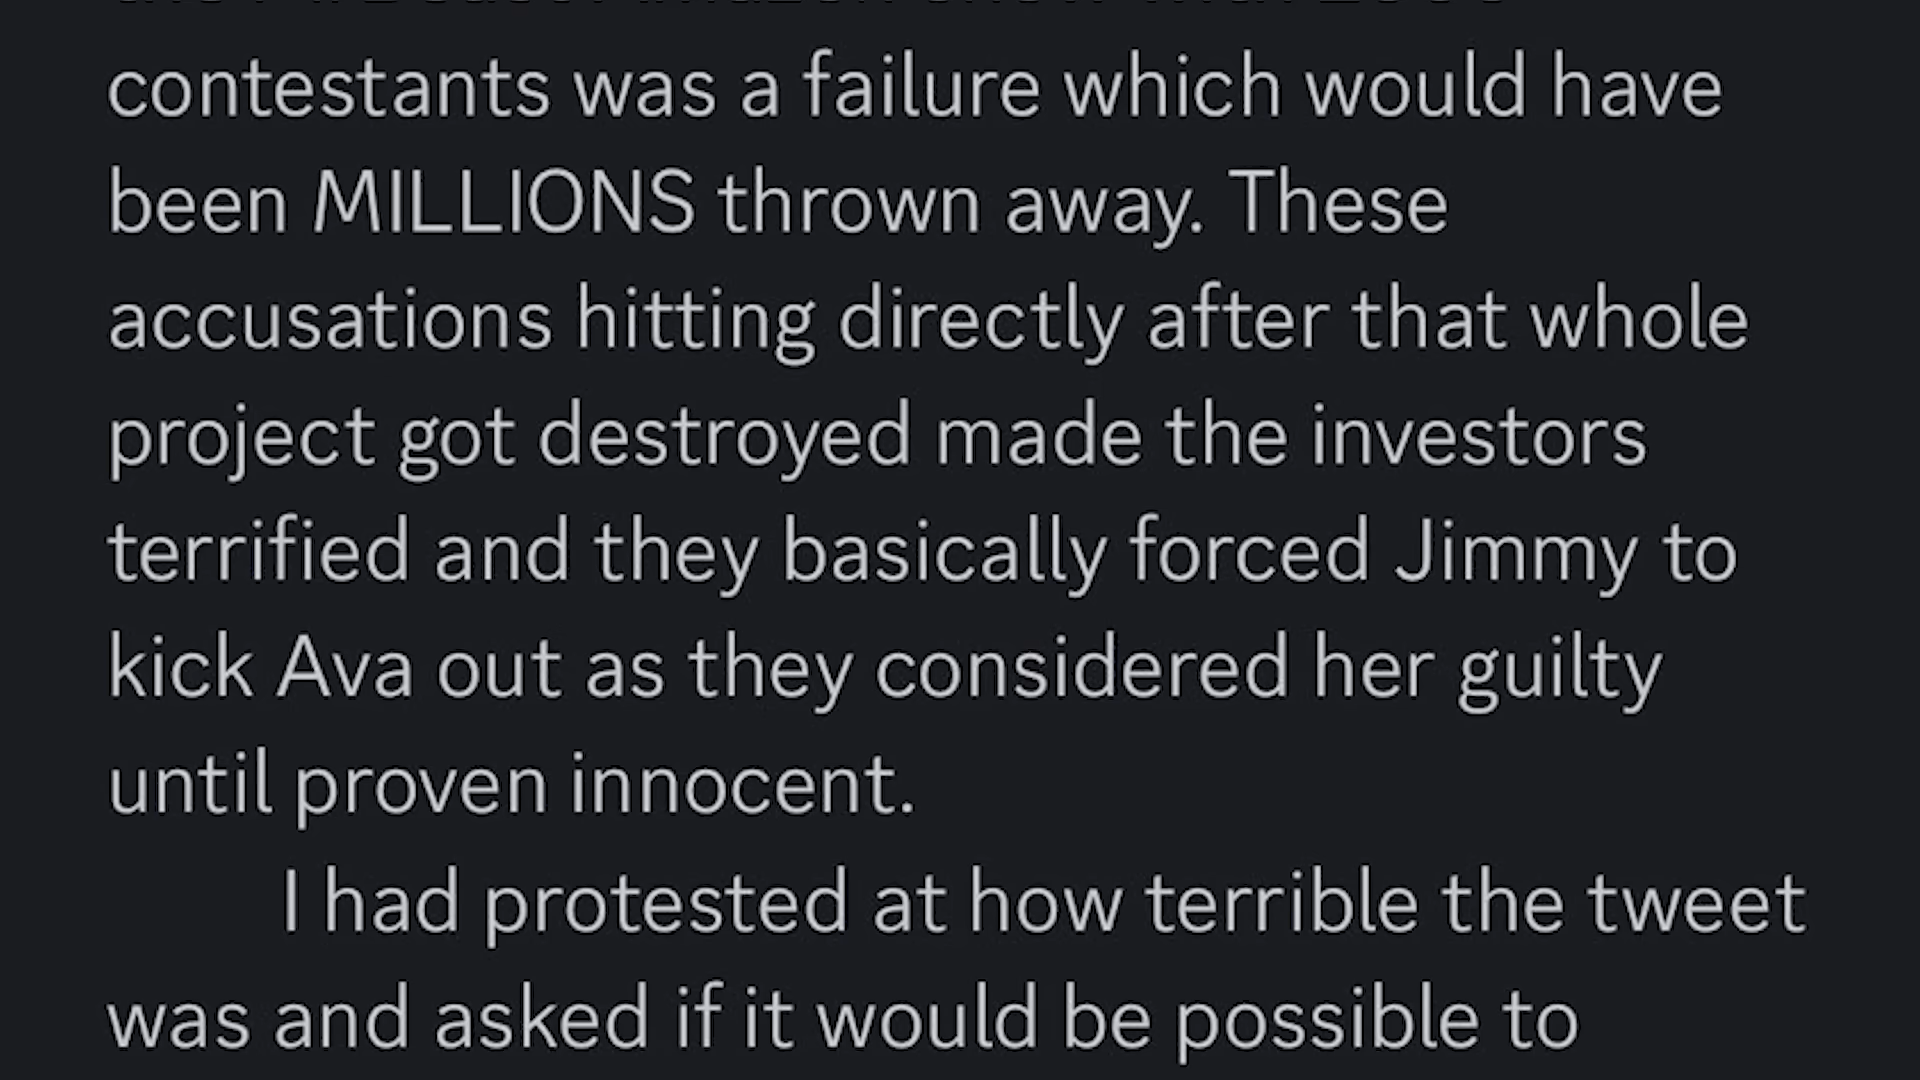 contestants was a failure which would have
been MILLIONS thrown away. These
accusations hitting directly after that whole
project got destroyed made the investors
terrified and they basically forced Jimmy to
kick Ava out as they considered her guilty
until proven innocent.
I had protested at how terrible the tweet
was and asked if it would be possible to